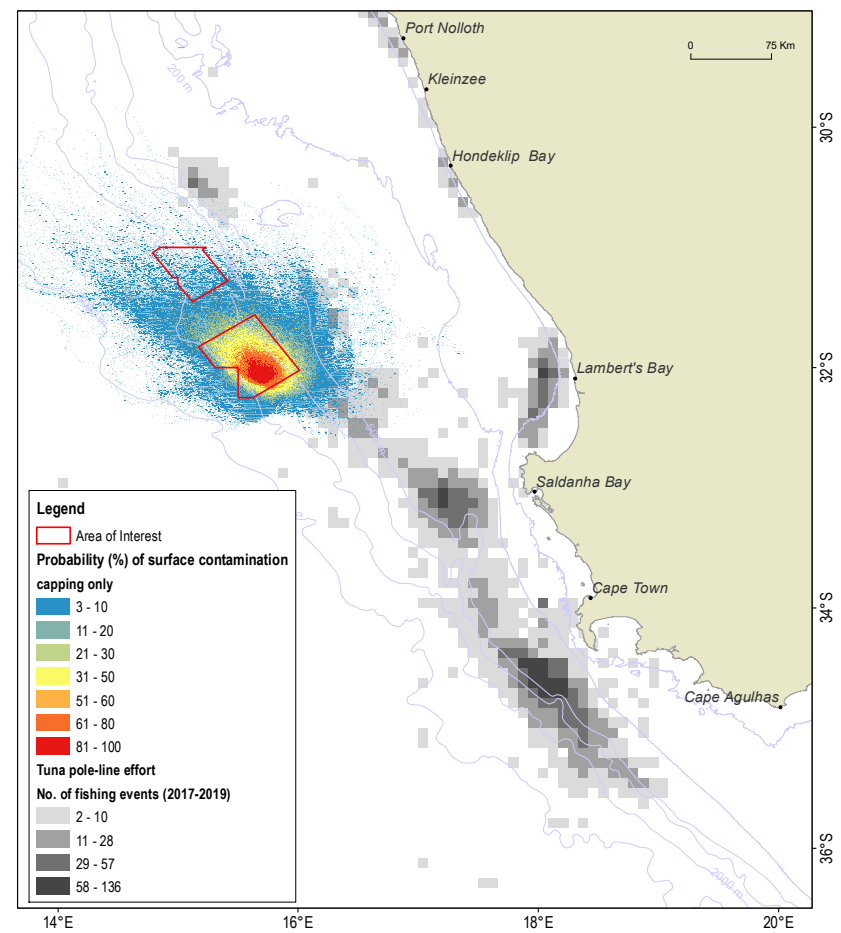 Port Nolloth
0 75 Km
Kleinzee
200 m
30°S
Hondeklip Bay
32°S
Lambert's Bay
Saldanha Bay
Legend
Area of Interest
Probability (%) of surface contamination
capping only
3 - 10
11 - 20
21 - 30
31 - 50
51 - 60
61 - 80
81 - 100
Tuna pole-line effort
No. of fishing events (2017-2019)
2 - 10
11 - 28
29 - 57
58 - 136
Cape Town
34°S
Cape Agulhas
36°S
2000 m
14°E 16°E 18°E 20°E